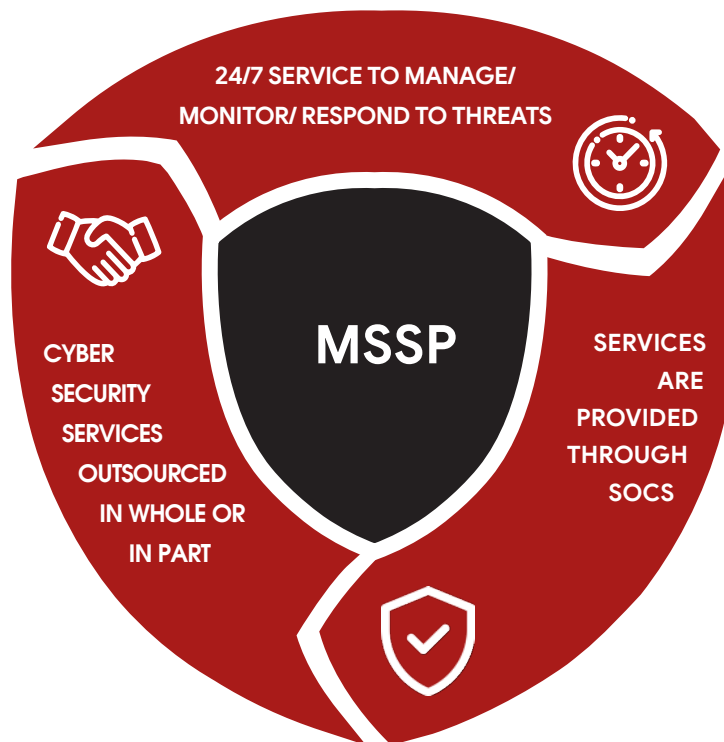 24/7 SERVICE TO MANAGE/
MONITOR/ RESPOND TO THREATS
MSSP
CYBER
SECURITY
SERVICES
OUTSOURCED
IN WHOLE OR
IN PART
SERVICES
ARE
PROVIDED
THROUGH
SOCS